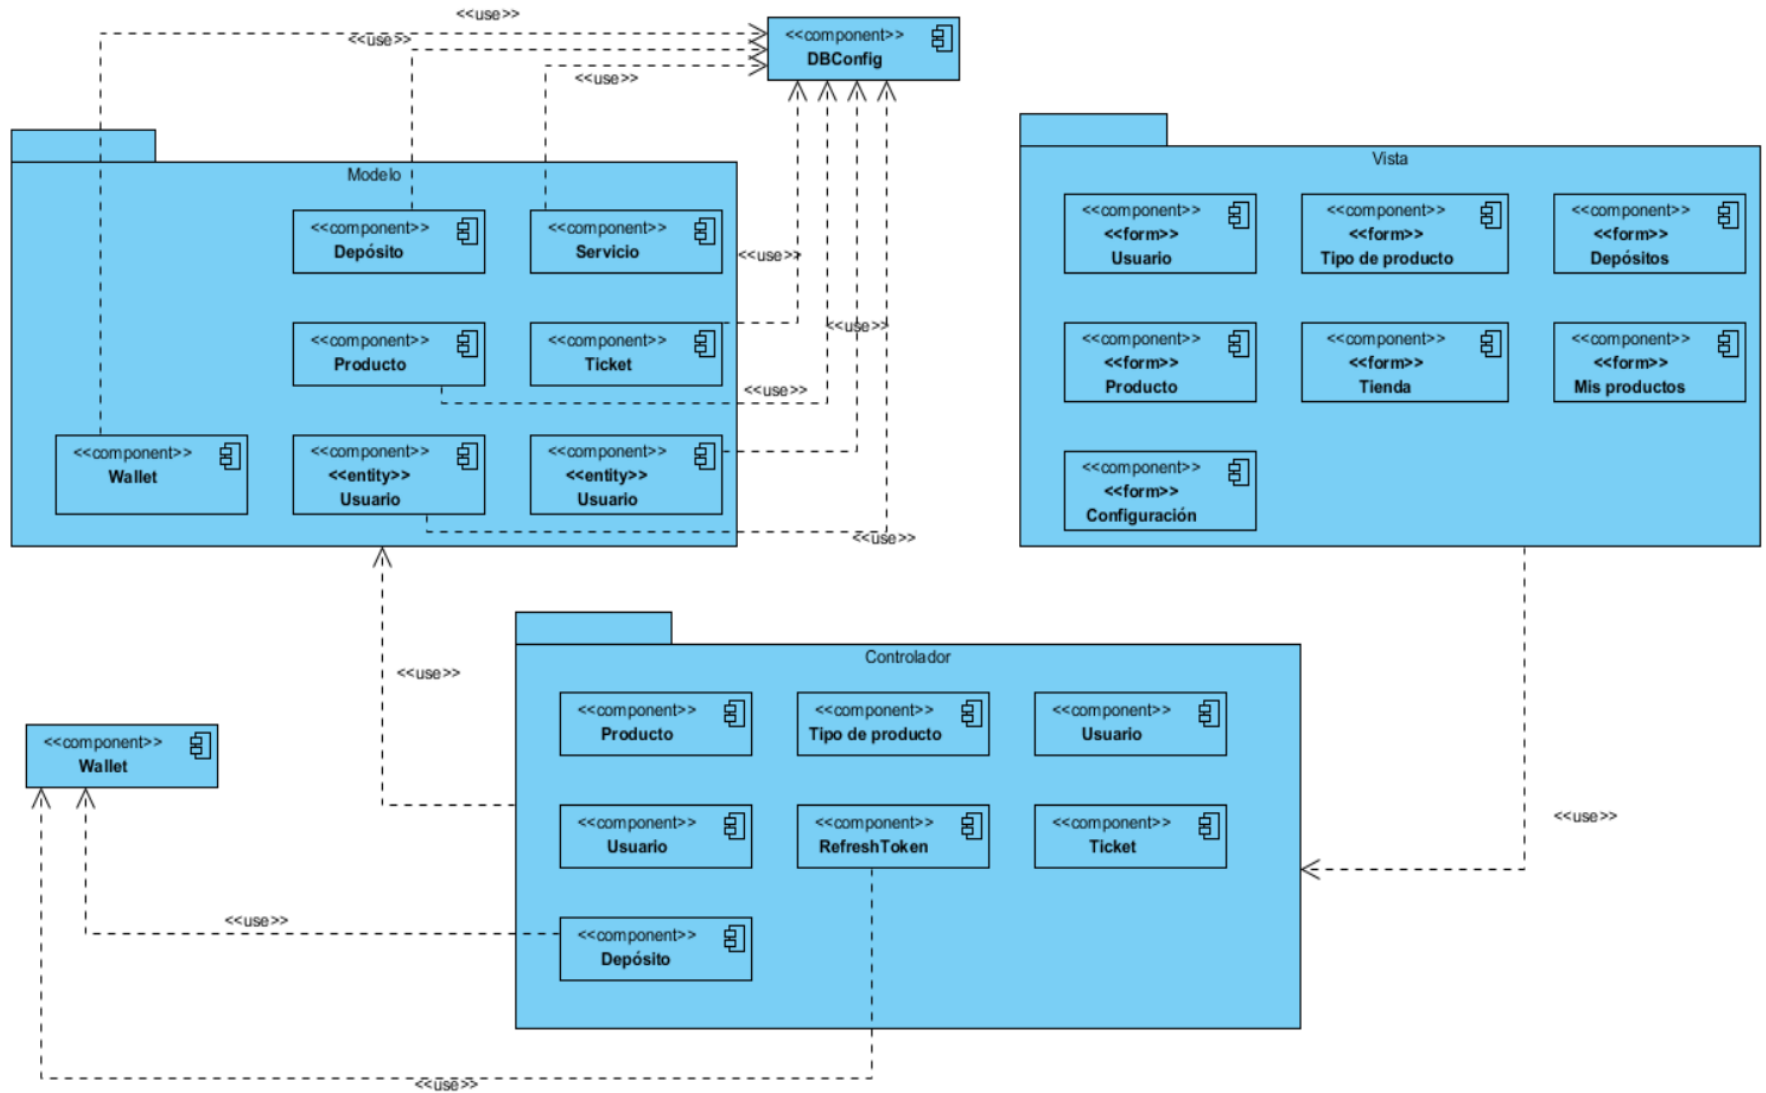 <<use>>
<<use>>
<<use>>
<<component>>
DBConfig
Modelo
<<component>>
Depósito
<<component>>
Servicio
<<use>>
<<component>>
Producto
<<component>>
Ticket
<<use>>
<<use>>
<<component>>
Wallet
<<component>>
<<entity>>
Usuario
<<component>>
<<entity>>
Usuario
<<use>>
Vista
<<component>>
<<form>>
Usuario
<<component>>
<<form>>
Tipo de producto
<<component>>
<<form>>
Depósitos
<<component>>
<<form>>
Producto
<<component>>
<<form>>
Tienda
<<component>>
<<form>>
Mis productos
<<component>>
<<form>>
Configuración
<<use>>
Controlador
<<component>>
Producto
<<component>>
Tipo de producto
<<component>>
Usuario
<<component>>
Wallet
<<component>>
Usuario
<<component>>
RefreshToken
<<component>>
Ticket
<<use>>
<<use>>
<<component>>
Depósito
<<use>>